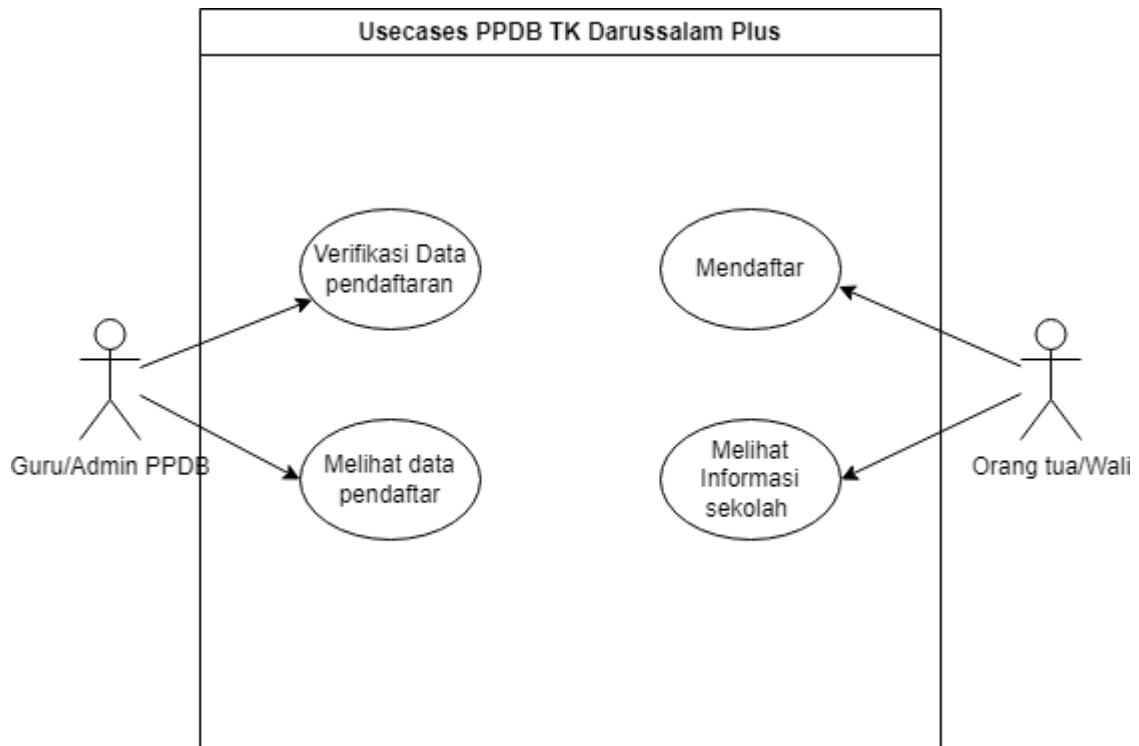 Usecases PPDB TK Darussalam Plus
Verifikasi Data
pendaftaran
Mendaftar
Guru/Admin PPDB
Melihat data
pendaftar
Melihat
Informasi
sekolah
Orang tua/Wali